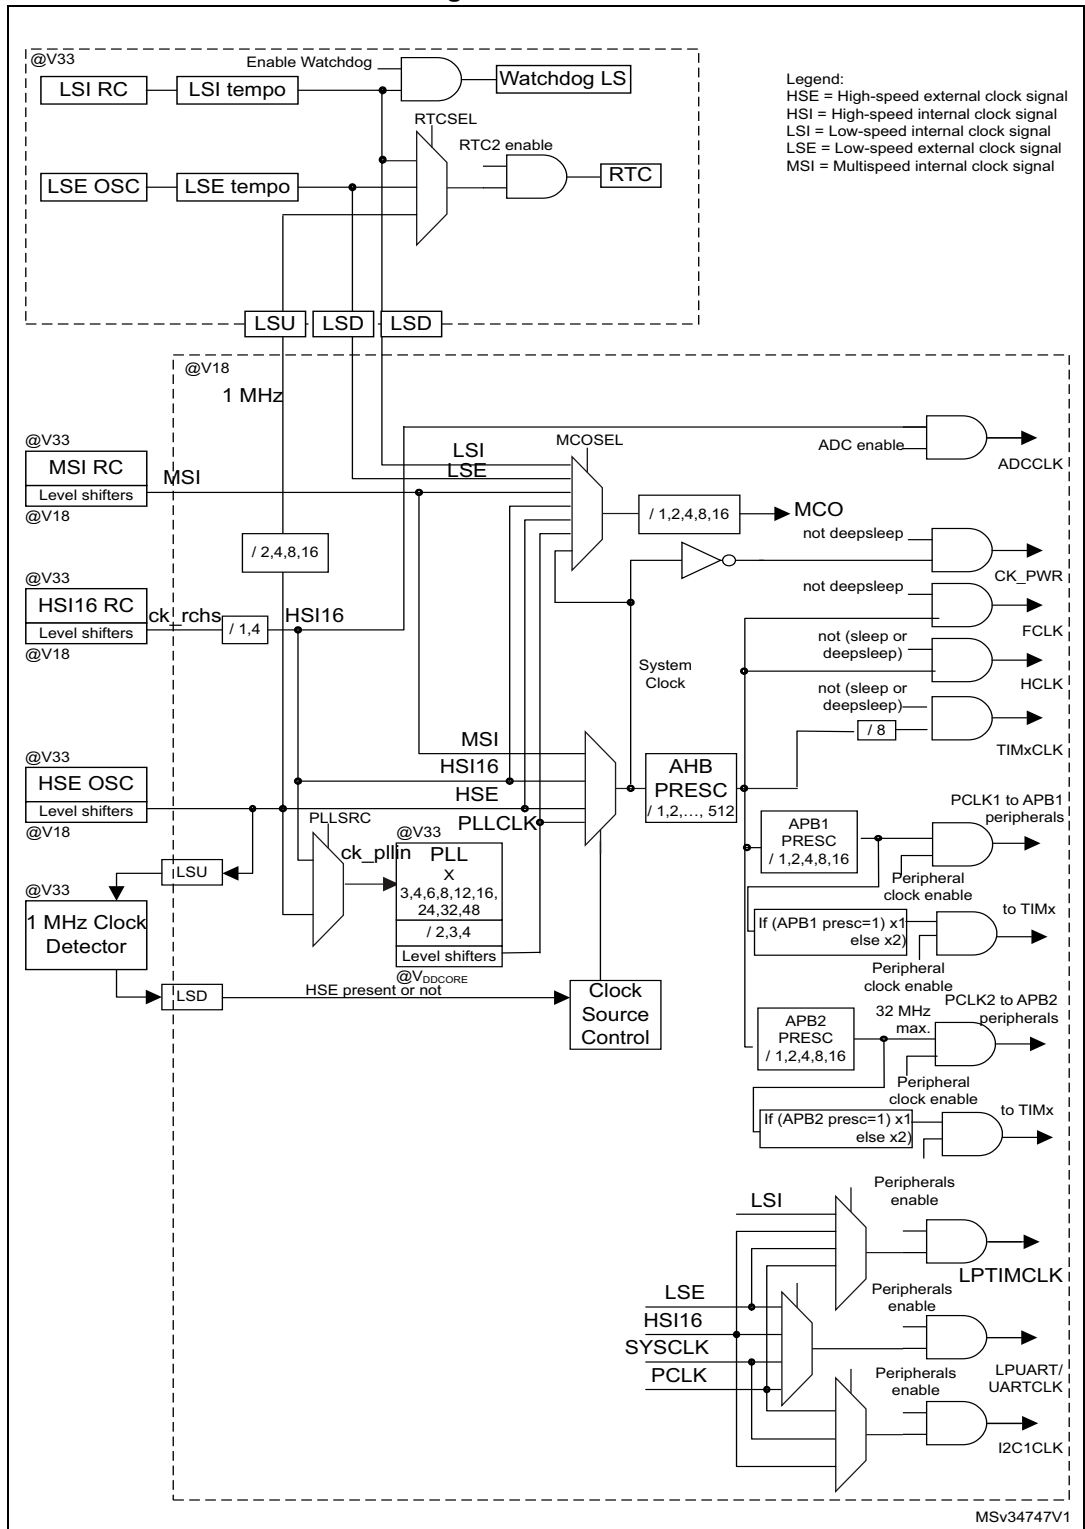 @V33
Enable Watchdog
LSI RC
LSI tempo
Watchdog LS
Legend:
HSE = High-speed external clock signal
HSI = High-speed internal clock signal
LSI = Low-speed internal clock signal
LSE = Low-speed external clock signal
MSI = Multispeed internal clock signal
RTCSEL
RTC2 enable
LSE OSC
LSE tempo
RTC
LSU
LSD
LSD
@V18
1 MHz
@V33
MSI RC
Level shifters
@V18
MSI
LSI
LSE
MCOSEL
ADC enable
ADCCLK
/ 1,2,4,8,16
MCO
not deepsleep
CK_PWR
/ 2,4,8,16
@V33
HSI16 RC
Level shifters
@V18
ck_rchs
/ 1,4
HSI16
not deepsleep
FCLK
System
Clock
not (sleep or
deepsleep)
HCLK
not (sleep or
deepsleep)
/ 8
TIMxCLK
@V33
HSE OSC
Level shifters
@V18
MSI
HSI16
HSE
PLLCLK
AHB
PRESC
/ 1,2,..., 512
PCLK1 to APB1
peripherals
APB1
PRESC
/ 1,2,4,8,16
Peripheral
clock enable
PLLSRC
ck_pllin
@V33
PLL
X
3,4,6,8,12,16,
24,32,48
/ 2,3,4
Level shifters
@VDDCORE
LSU
@V33
1 MHz Clock
Detector
LSD
HSE present or not
Clock
Source
Control
If (APB1 presc=1) x1
else x2)
to TIMx
Peripheral
clock enable
32 MHz
max.
PCLK2 to APB2
peripherals
APB2
PRESC
/ 1,2,4,8,16
Peripheral
clock enable
If (APB2 presc=1) x1
else x2)
to TIMx
LSI
Peripherals
enable
LPTIMCLK
LSE
HSI16
SYSCLK
PCLK
Peripherals
enable
LPUART/
UARTCLK
Peripherals
enable
I2C1CLK
MSv34747V1